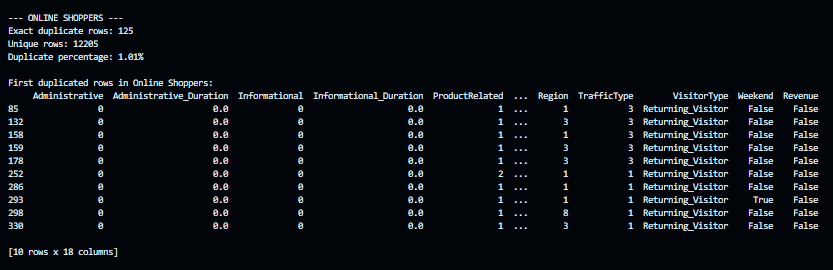 --- ONLINE SHOPPERS ---
Exact duplicate rows: 125
Unique rows: 12205
Duplicate percentage: 1.01%
First duplicated rows in Online Shoppers:
Administrative Administrative_Duration Informational Informational_Duration ProductRelated ... Region TrafficType VisitorType Weekend Revenue
85 0 0.0 0 0.0 1 ... 1 3 Returning_Visitor False False
132 0 0.0 0 0.0 1 ... 3 3 Returning_Visitor False False
158 0 0.0 0 0.0 1 ... 1 3 Returning_Visitor False False
159 0 0.0 0 0.0 1 ... 3 3 Returning_Visitor False False
178 0 0.0 0 0.0 1 ... 3 3 Returning_Visitor False False
252 0 0.0 0 0.0 2 ... 1 1 Returning_Visitor False False
286 0 0.0 0 0.0 1 ... 1 1 Returning_Visitor False False
293 0 0.0 0 0.0 1 ... 1 1 Returning_Visitor True False
298 0 0.0 0 0.0 1 ... 8 1 Returning_Visitor False False
330 0 0.0 0 0.0 1 ... 3 1 Returning_Visitor False False
[10 rows x 18 columns]